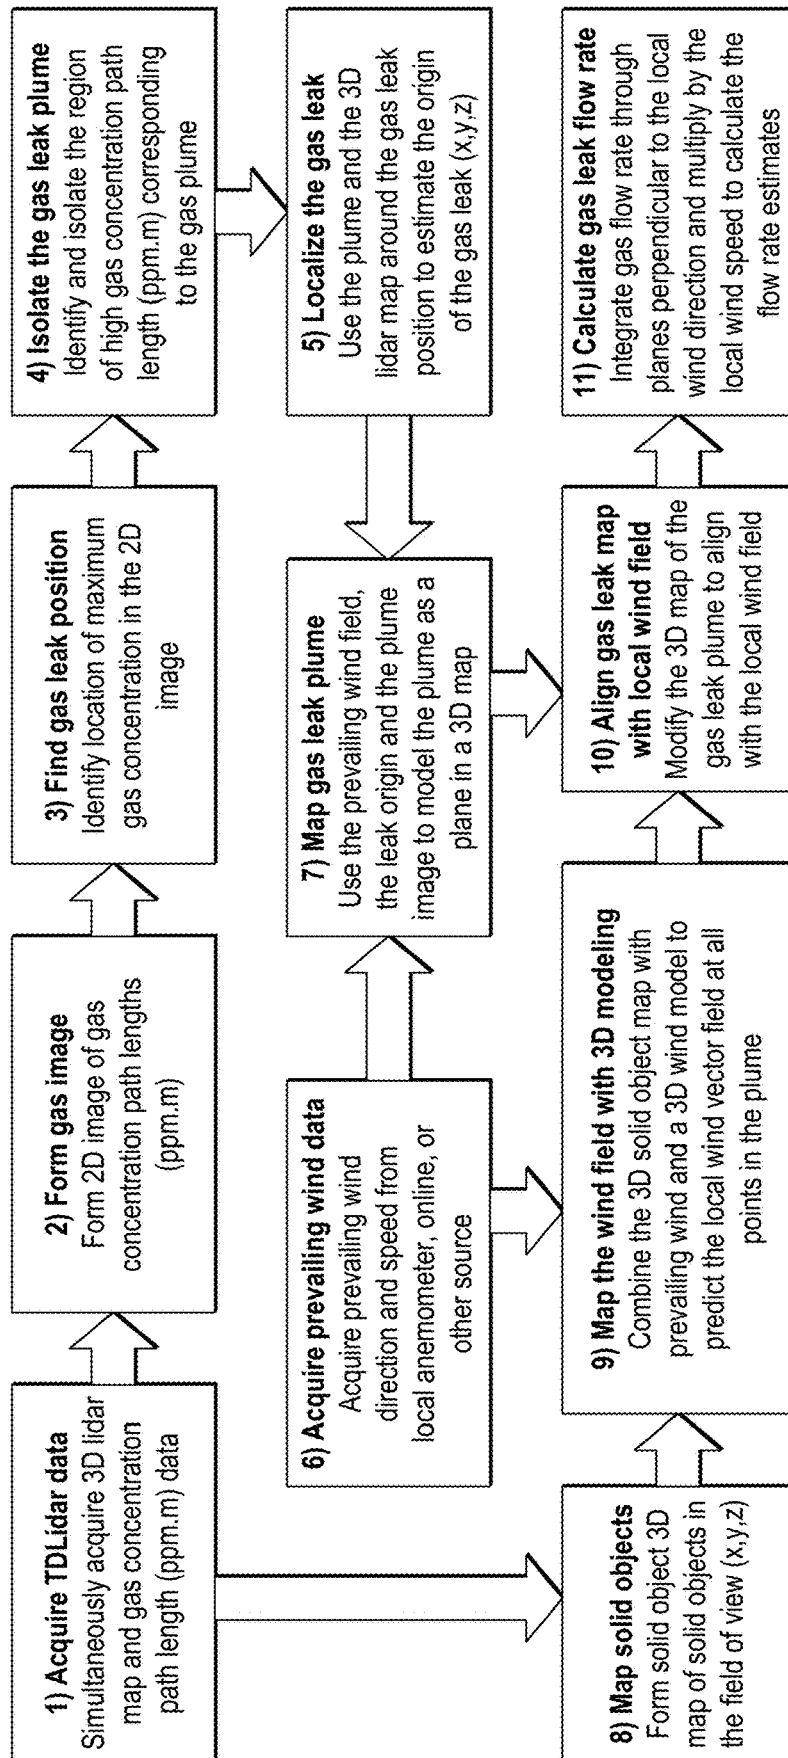 1) Acquire TDLidar data
Simultaneously acquire 3D lidar
map and gas concentration
path length (ppm.m) data
2) Form gas image
Form 2D image of gas
concentration path lengths
(ppm.m)
3) Find gas leak position
Identify location of maximum
gas concentration in the 2D
image
4) Isolate the gas leak plume
Identify and isolate the region
of high gas concentration path
length (ppm.m) corresponding
to the gas plume
5) Localize the gas leak
Use the plume and the 3D
lidar map around the gas leak
position to estimate the origin
of the gas leak (x,y,z)
6) Acquire prevailing wind data
Acquire prevailing wind
direction and speed from
local anemometer, online, or
other source
7) Map gas leak plume
Use the prevailing wind field,
the leak origin and the plume
image to model the plume as a
plane in a 3D map
8) Map solid objects
Form solid object 3D
map of solid objects in
the field of view (x,y,z)
9) Map the wind field with 3D modeling
Combine the 3D solid object map with
prevailing wind and a 3D wind model to
predict the local wind vector field at all
points in the plume
10) Align gas leak map
with local wind field
Modify the 3D map of the
gas leak plume to align
with the local wind field
11) Calculate gas leak flow rate
Integrate gas flow rate through
planes perpendicular to the local
wind direction and multiply by the
local wind speed to calculate the
flow rate estimates